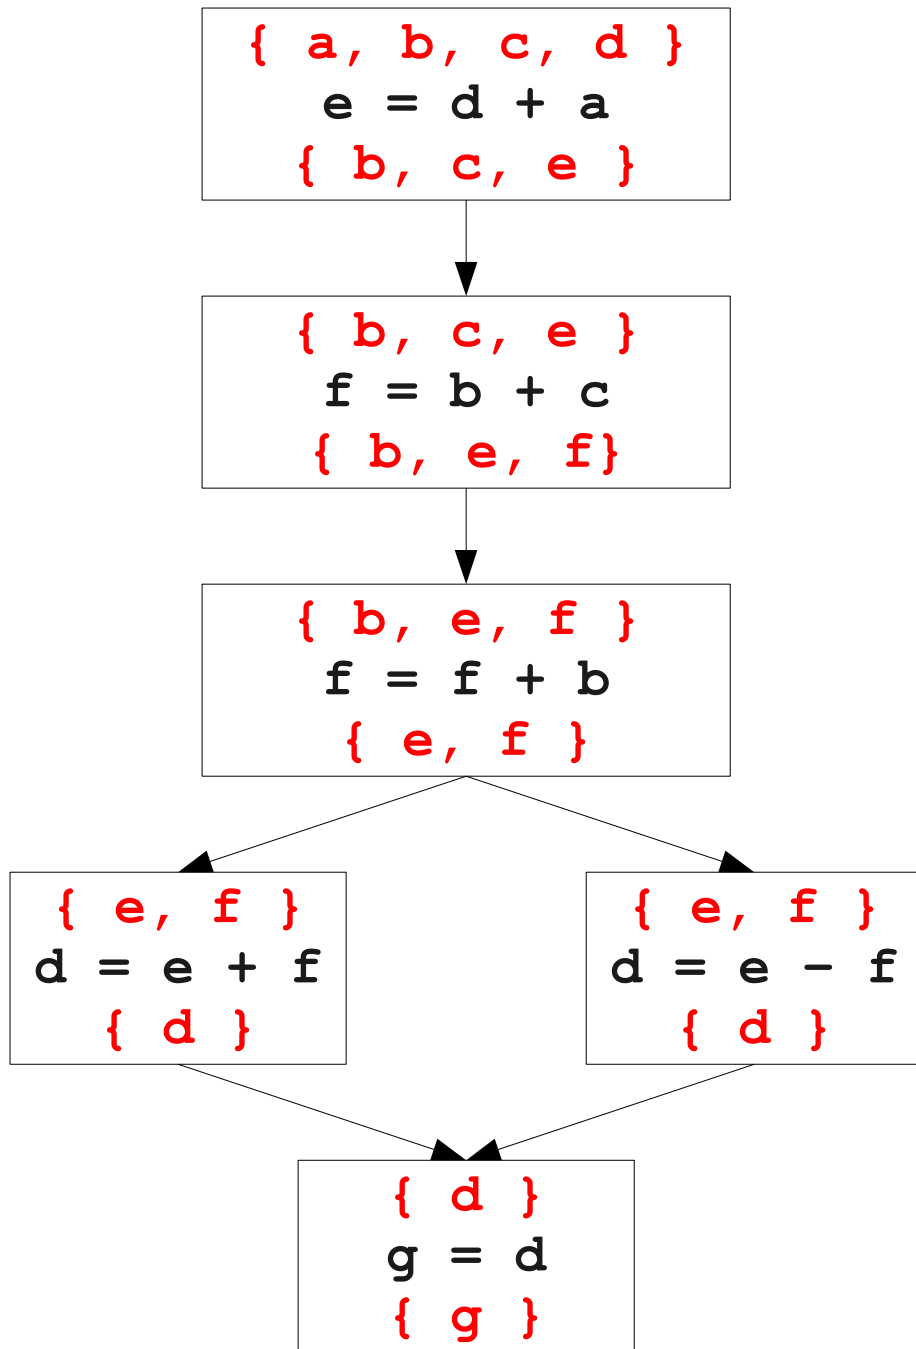 { a, b, c, d }
e = d + a
{ b, c, e }
{ b, c, e }
f = b + c
{ b, e, f}
{ b, e, f }
f = f + b
{ e, f }
{ e, f }
d = e + f
{ d }
{ e, f }
d = e - f
{ d }
{ d }
g = d
{ g }